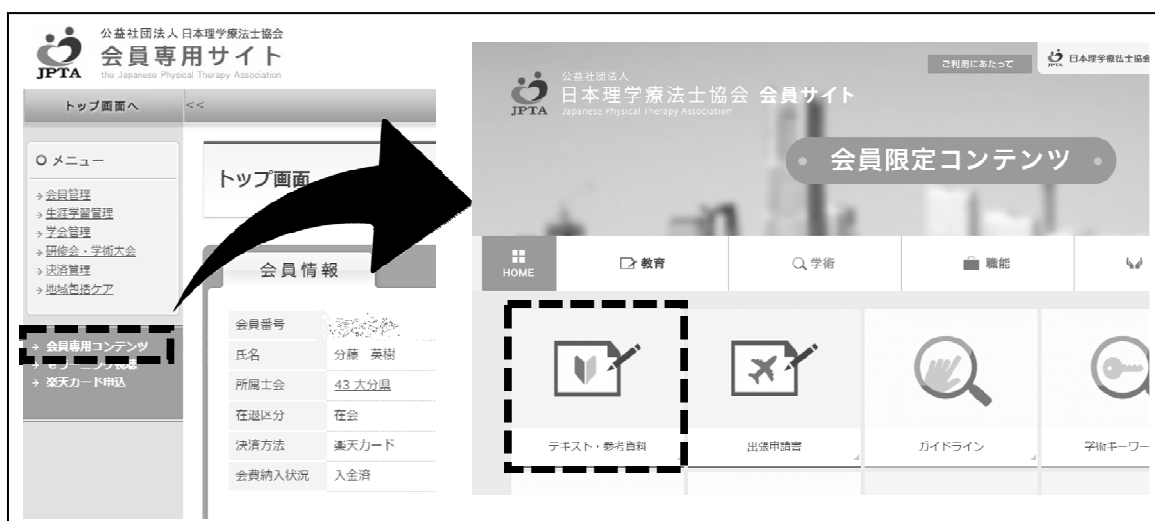 公益社団法人 日本理学療法士協会
会員専用サイト
the Japanese Physical Therapy Association
JPTA
トップ画面へ
<<
メニュー
会員管理
生涯学習管理
学会管理
研修会・学術大会
決済管理
地域包括ケア
会員専用コンテンツ
楽天カード申込
トップ画面
会員情報
会員番号
氏名 分藤 英樹
所属士会 43 大分県
在退区分 在会
決済方法 楽天カード
会費納入状況 入金済
ご利用にあたって
JPTA 日本理学療法士協会
公益社団法人
日本理学療法士協会 会員サイト
Japanese Physical Therapy Association
JPTA
会員限定コンテンツ
HOME
教育
学術
職能
テキスト・参考資料
出張申請書
ガイドライン
学術キーワー